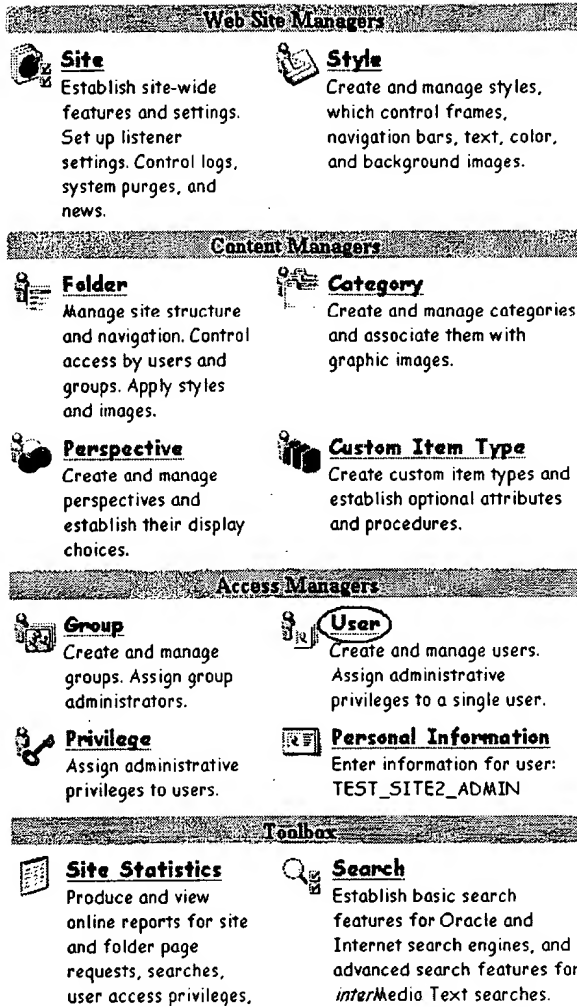 Web Site Managers
Site
Establish site-wide
features and settings.
Set up listener
settings. Control logs,
system purges, and
news.
Style
Create and manage styles,
which control frames,
navigation bars, text, color,
and background images.
Content Managers
Folder
Manage site structure
and navigation. Control
access by users and
groups. Apply styles
and images.
Category
Create and manage categories
and associate them with
graphic images.
Perspective
Create and manage
perspectives and
establish their display
choices.
Custom Item Type
Create custom item types and
establish optional attributes
and procedures.
Access Managers
Group
Create and manage
groups. Assign group
administrators.
User
Create and manage users.
Assign administrative
privileges to a single user.
Privilege
Assign administrative
privileges to users.
Personal Information
Enter information for user:
TEST_SITE2_ADMIN
Toolbox
Site Statistics
Produce and view
online reports for site
and folder page
requests, searches,
user access privileges,
Search
Establish basic search
features for Oracle and
Internet search engines, and
advanced search features for
interMedia Text searches.